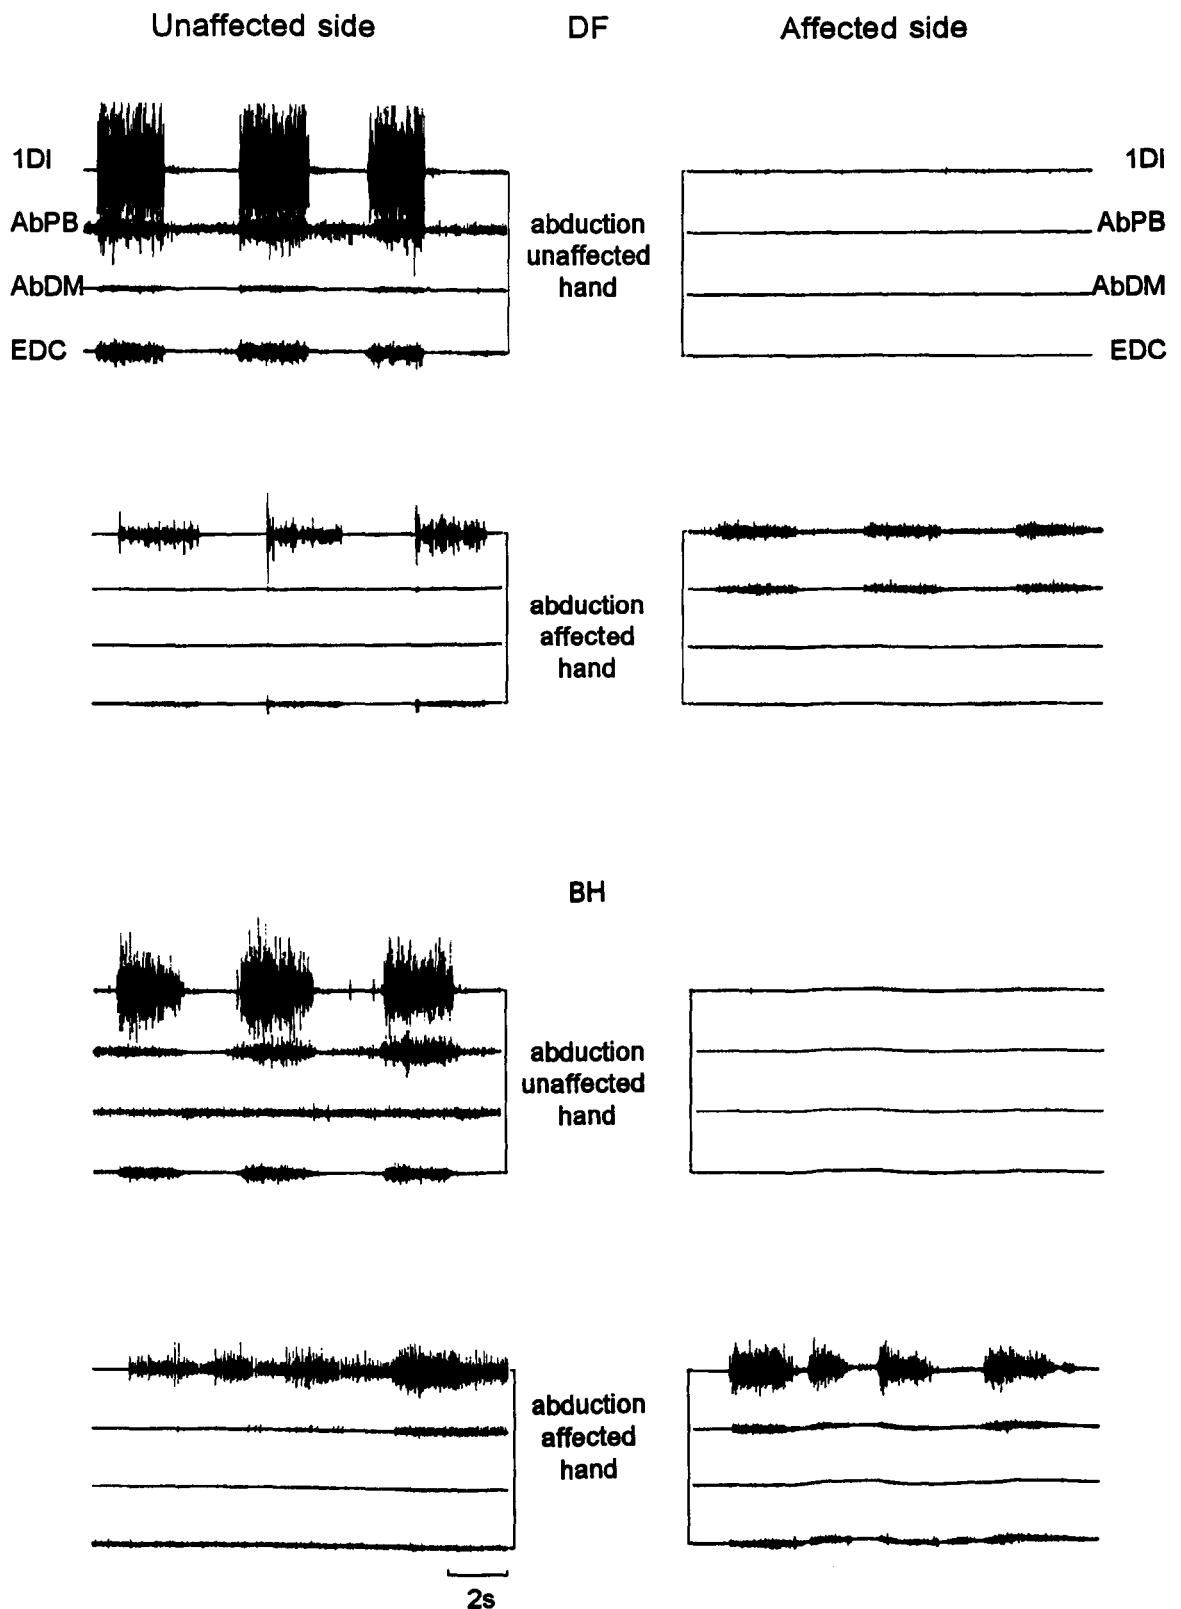 Unaffected side DF Affected side
1DI
AbPB
AbDM
EDC
abduction
unaffected
hand
1DI
AbPB
AbDM
EDC
abduction
affected
hand
BH
abduction
unaffected
hand
abduction
affected
hand
2s